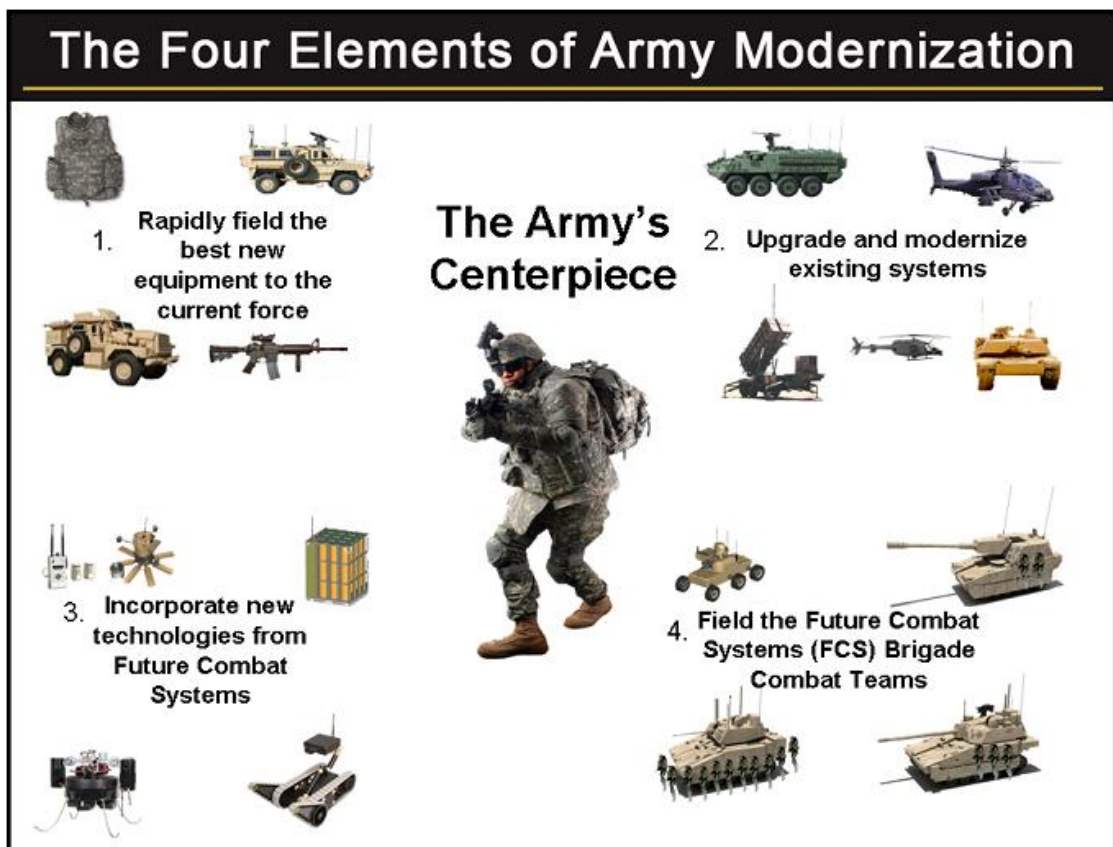 The Four Elements of Army Modernization
The Army's
Centerpiece
1. Rapidly field the
best new
equipment to the
current force
2. Upgrade and modernize
existing systems
3. Incorporate new
technologies from
Future Combat
Systems
4. Field the Future Combat
Systems (FCS) Brigade
Combat Teams